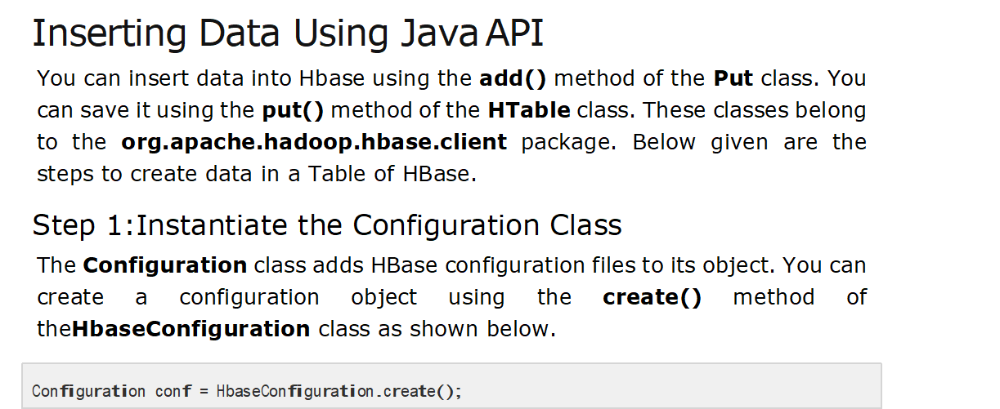 Inserting Data Using Java API
You can insert data into Hbase using the add() method of the Put class. You
can save it using the put() method of the HTable class. These classes belong
to the org.apache.hadoop.hbase.client package. Below given are the
steps to create data in a Table of HBase.
Step 1:Instantiate the Configuration Class
The Configuration class adds HBase configuration files to its object. You can
create a configuration object using the create() method of
theHbaseConfiguration class as shown below.
Configuration conf = HbaseConfiguration.create();